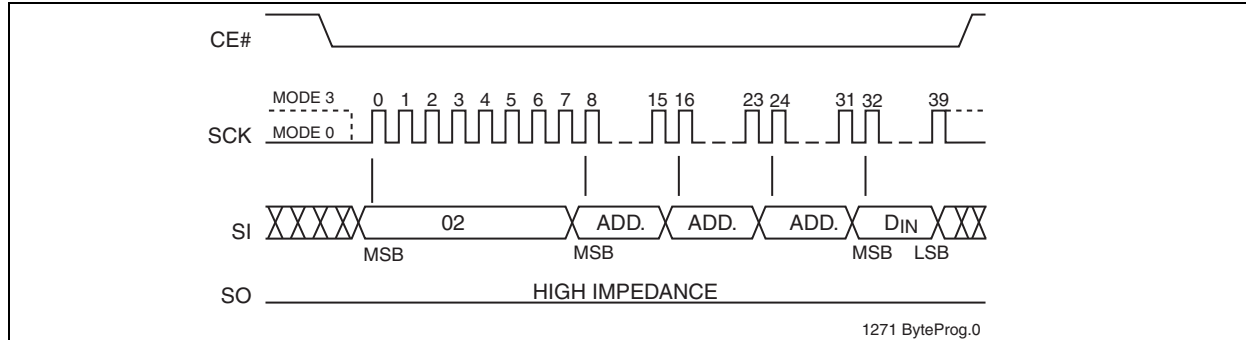 CE#
MODE 3
0 1 2 3 4 5 6 7 8 15 16 23 24 31 32 39
SCK
MODE 0
SI
02 ADD. ADD. ADD. DIN
MSB MSB MSB LSB
SO
HIGH IMPEDANCE
1271 ByteProg.0